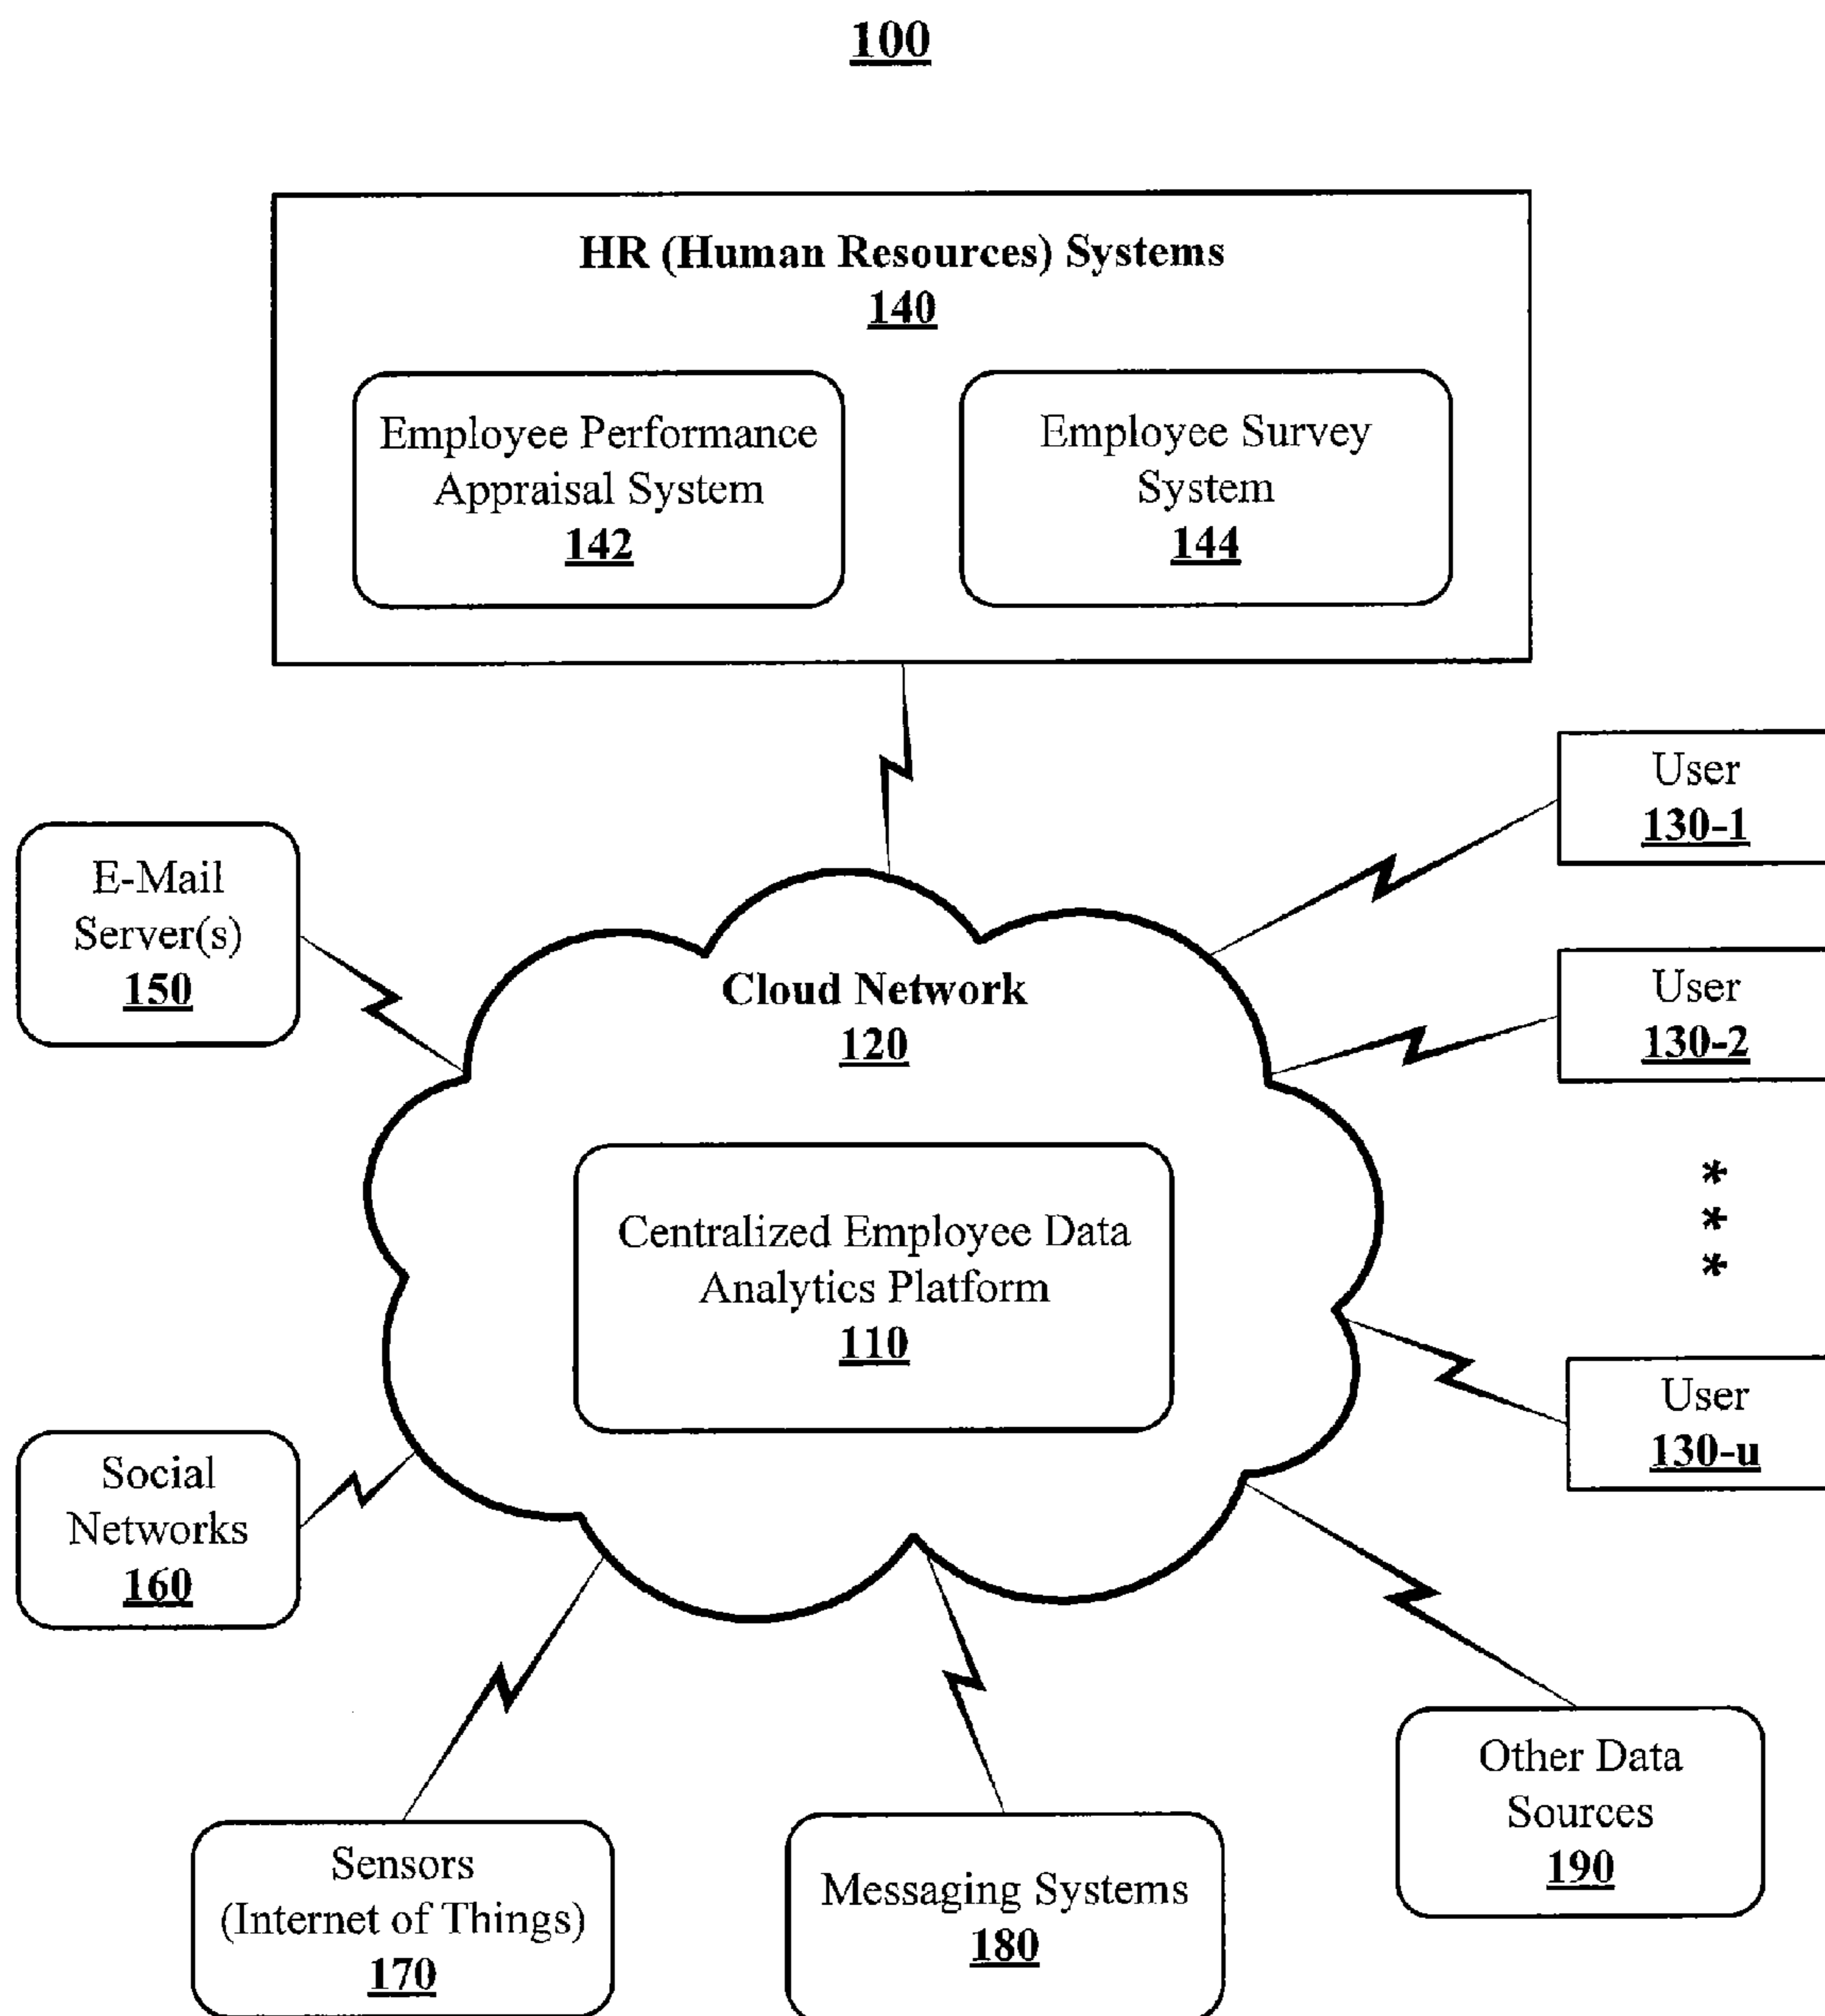 100
HR (Human Resources) Systems
140
Employee Performance
Appraisal System
142
Employee Survey
System
144
User
130-1
E-Mail
Server(s)
150
User
130-2
Cloud Network
120
*
*
*
Centralized Employee Data
Analytics Platform
110
User
130-u
Social
Networks
160
Other Data
Sources
190
Sensors
(Internet of Things)
170
Messaging Systems
180